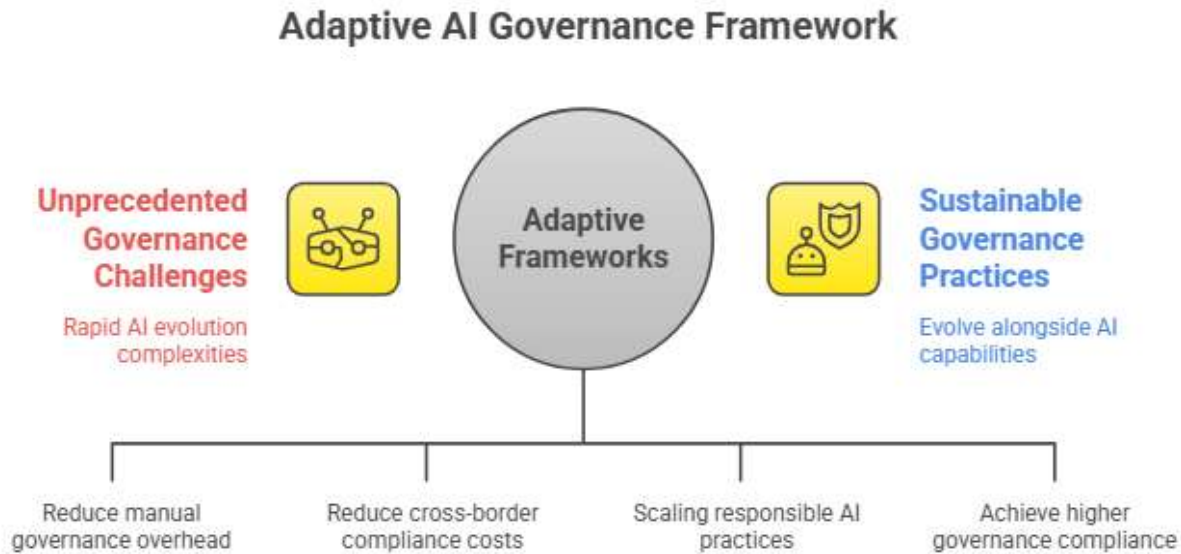 Adaptive AI Governance Framework
Unprecedented
Governance
Challenges
Rapid AI evolution
complexities
Adaptive
Frameworks
Sustainable
Governance
Practices
Evolve alongside AI
capabilities
Reduce manual
governance overhead
Reduce cross-border
compliance costs
Scaling responsible AI
practices
Achieve higher
governance compliance